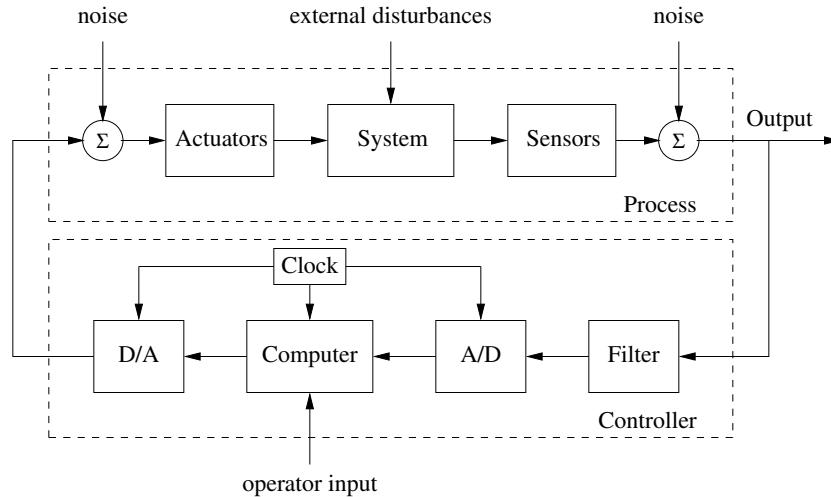 noise
external disturbances
noise
Σ
Actuators
System
Sensors
Σ
Output
Process
Clock
D/A
Computer
A/D
Filter
Controller
operator input